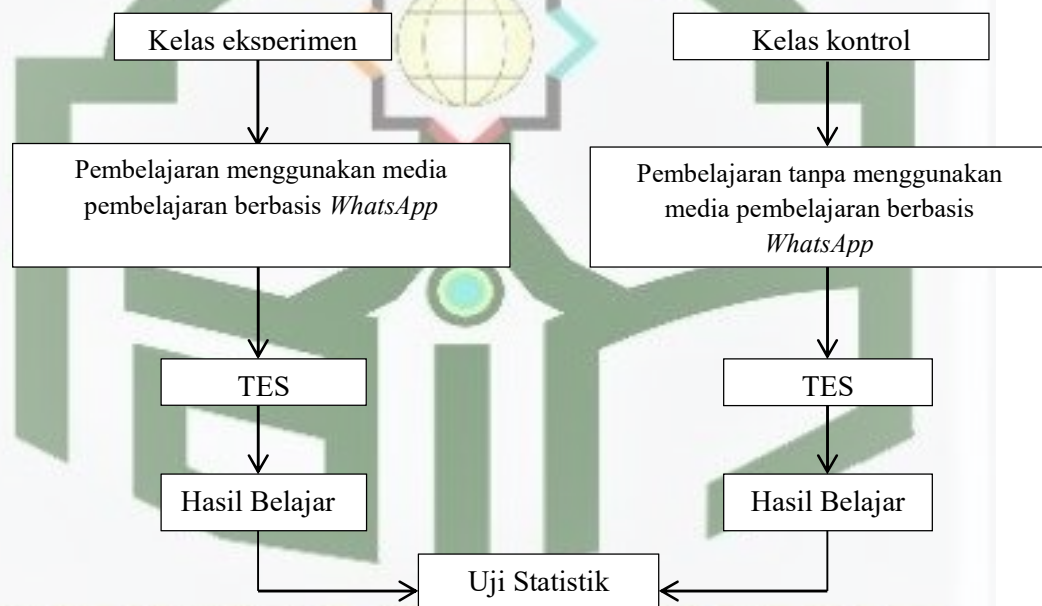 Kelas eksperimen
Kelas kontrol
Pembelajaran menggunakan media
pembelajaran berbasis WhatsApp
Pembelajaran tanpa menggunakan
media pembelajaran berbasis
WhatsApp
TES
TES
Hasil Belajar
Hasil Belajar
Uji Statistik